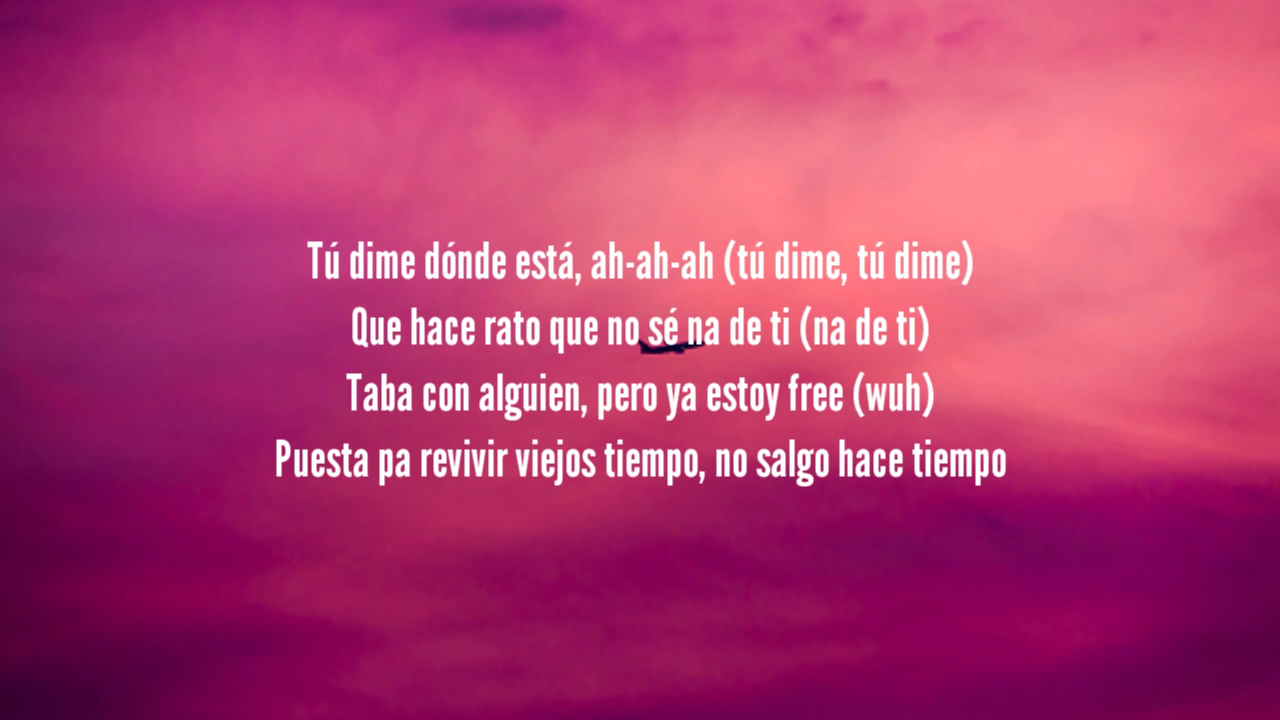 Tú dime dónde está, ah-ah-ah (tú dime, tú dime)
Que hace rato que no sé na de ti (na de ti)
Taba con alguien, pero ya estoy free (wuh)
Puesta pa revivir viejos tiempo, no salgo hace tiempo